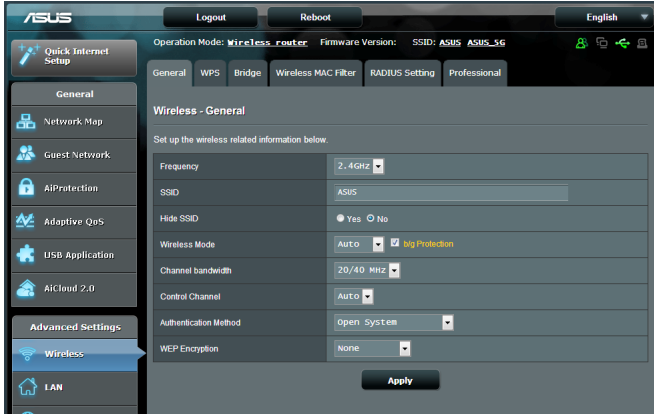 ASUS
Logout
Reboot
English
Quick Internet
Setup
Operation Mode: Wireless router Firmware Version: SSID: ASUS ASUS_5G
General
WPS
Bridge
Wireless MAC Filter
RADIUS Setting
Professional
General
Network Map
Guest Network
AiProtection
Adaptive QoS
USB Application
AiCloud 2.0
Advanced Settings
Wireless
LAN
Wireless - General
Set up the wireless related information below.
Frequency 2.4GHz
SSID ASUS
Hide SSID Yes No
Wireless Mode Auto b/g Protection
Channel bandwidth 20/40 MHz
Control Channel Auto
Authentication Method Open System
WEP Encryption None
Apply